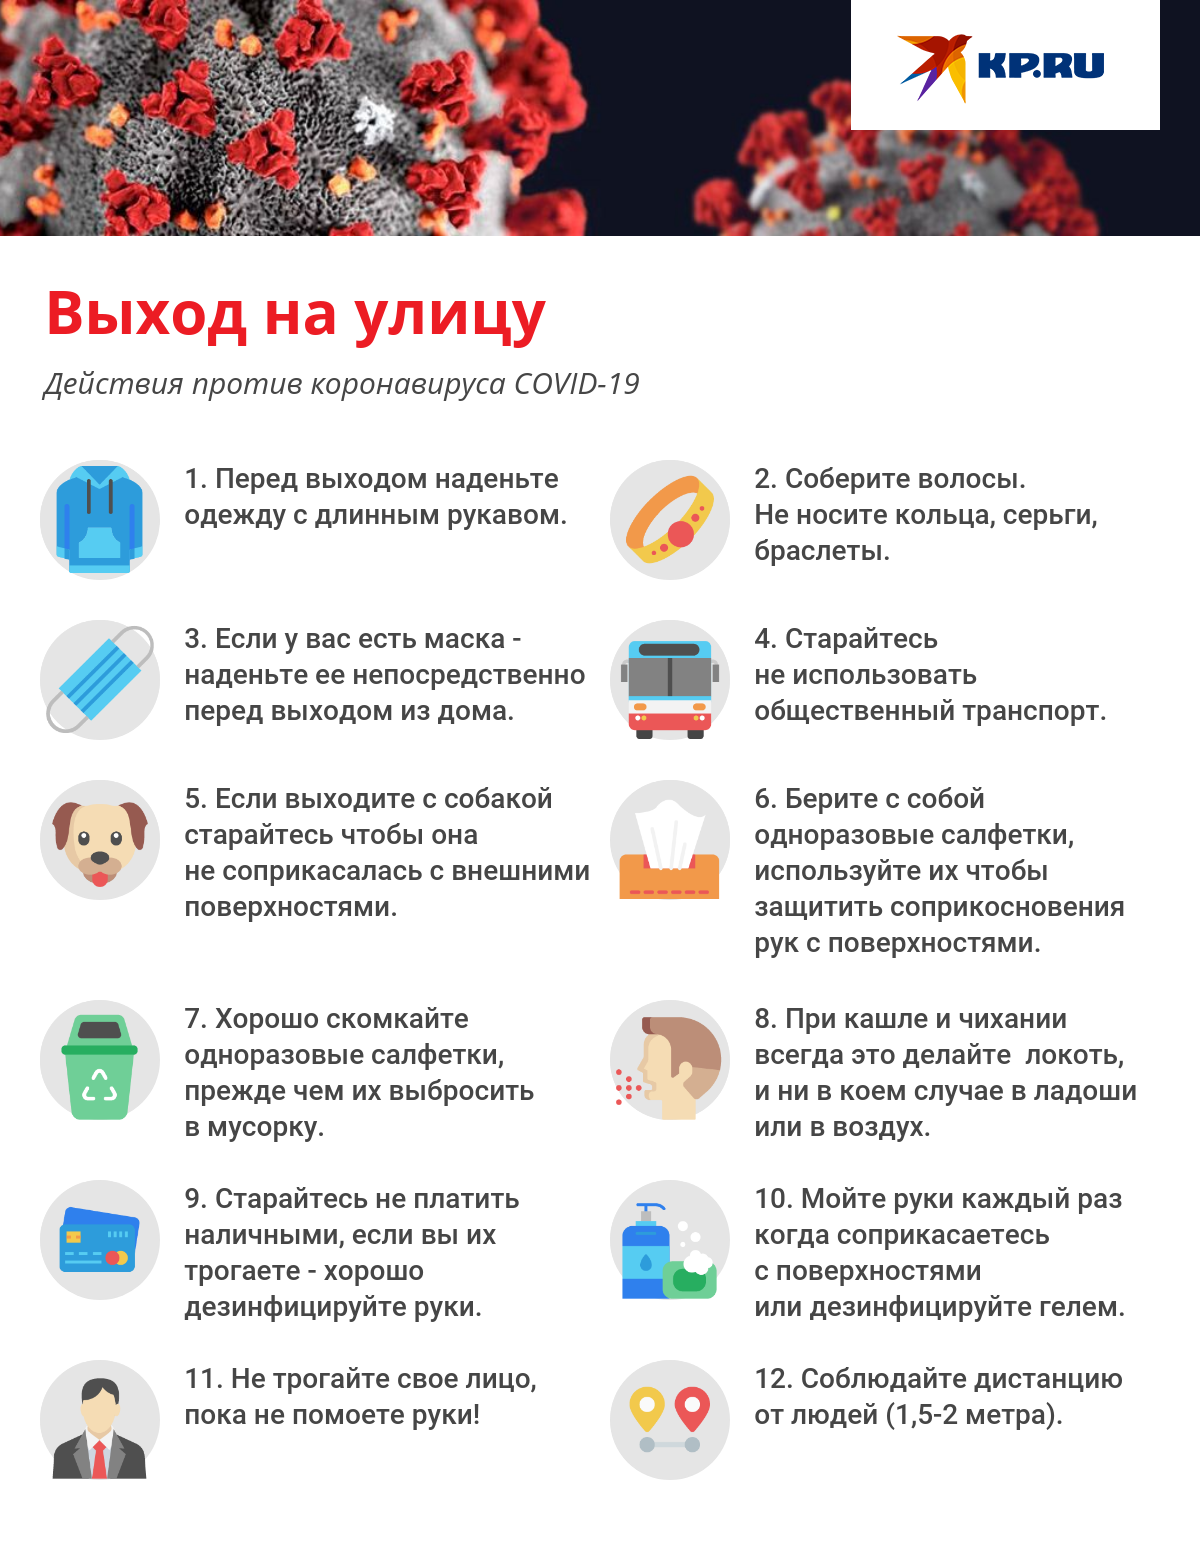 KP.RU
Выход на улицу
Действия против коронавируса COVID-19
1. Перед выходом наденьте
одежду с длинным рукавом.
2. Соберите волосы.
Не носите кольца, серьги,
браслеты.
3. Если у вас есть маска -
наденьте ее непосредственно
перед выходом из дома.
4. Старайтесь
не использовать
общественный транспорт.
5. Если выходите с собакой
старайтесь чтобы она
не соприкасалась с внешними
поверхностями.
6. Берите с собой
одноразовые салфетки,
используйте их чтобы
защитить соприкосновения
рук с поверхностями.
7. Хорошо скомкайте
одноразовые салфетки,
прежде чем их выбросить
в мусорку.
8. При кашле и чихании
всегда это делайте  локоть,
и ни в коем случае в ладоши
или в воздух.
9. Старайтесь не платить
наличными, если вы их
трогаете - хорошо
дезинфицируйте руки.
10. Мойте руки каждый раз
когда соприкасаетесь
с поверхностями
или дезинфицируйте гелем.
11. Не трогайте свое лицо,
пока не помоете руки!
12. Соблюдайте дистанцию
от людей (1,5-2 метра).